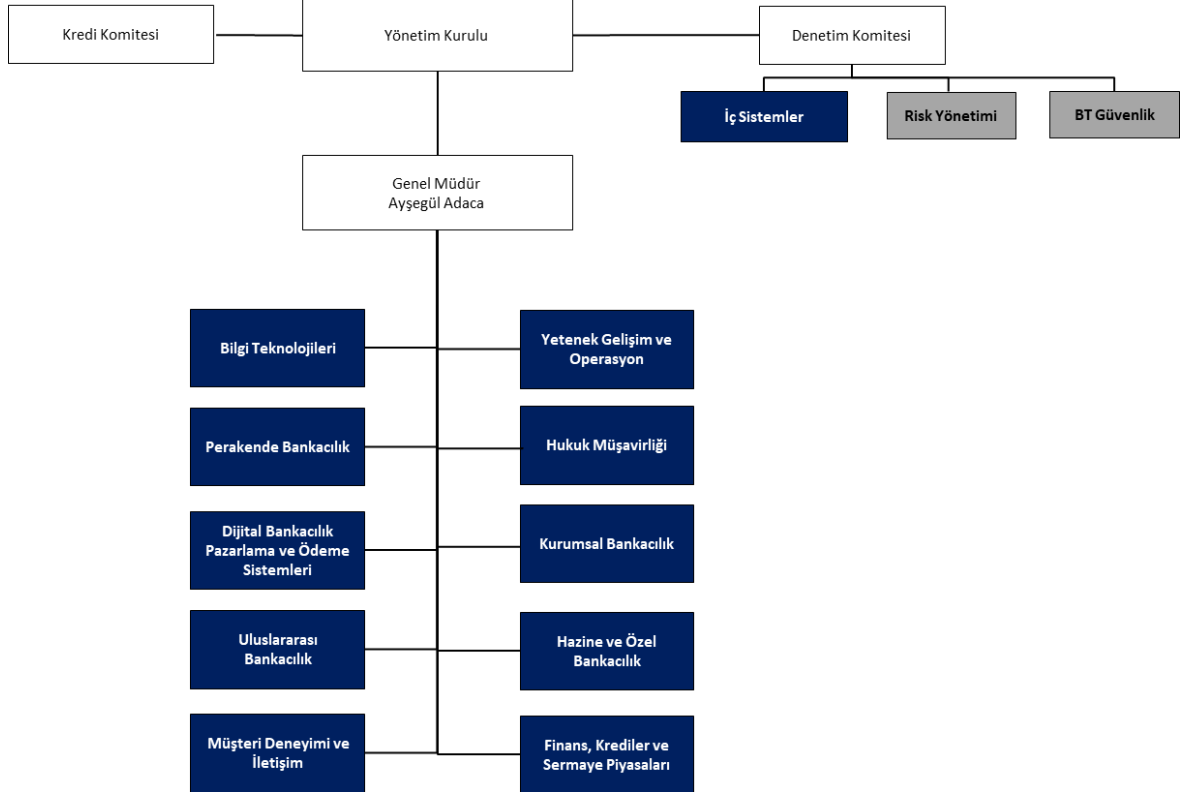 Kredi Komitesi
Yönetim Kurulu
Denetim Komitesi
İç Sistemler
Risk Yönetimi
BT Güvenlik
Genel Müdür
Ayşegül Adaca
Bilgi Teknolojileri
Yetenek Gelişim ve
Operasyon
Perakende Bankacılık
Hukuk Müşavirliği
Dijital Bankacılık
Pazarlama ve Ödeme
Sistemleri
Kurumsal Bankacılık
Uluslararası
Bankacılık
Hazine ve Özel
Bankacılık
Müşteri Deneyimi ve
İletişim
Finans, Krediler ve
Sermaye Piyasaları